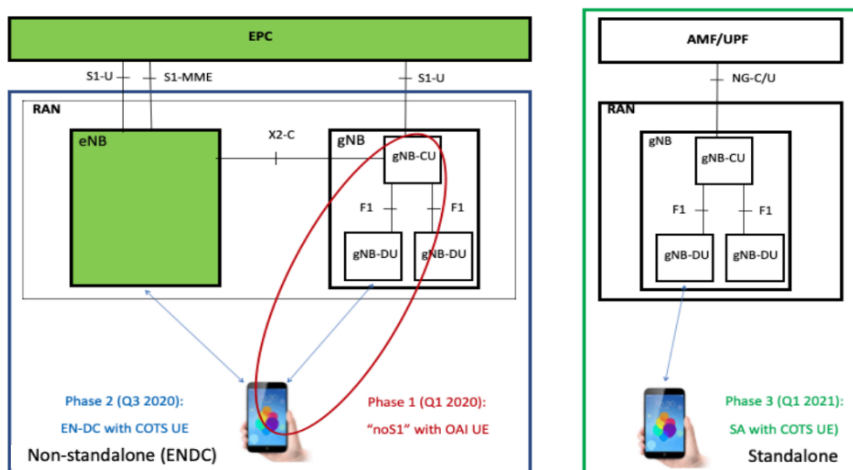 EPC
S1-U
S1-MME
S1-U
RAN
eNB
X2-C
gNB
gNB-CU
F1
F1
gNB-DU
gNB-DU
Phase 2 (Q3 2020):
EN-DC with COTS UE
Phase 1 (Q1 2020):
“noS1” with OAI UE
Non-standalone (ENDC)
AMF/UPF
NG-C/U
RAN
gNB
gNB-CU
F1
F1
gNB-DU
gNB-DU
Phase 3 (Q1 2021):
SA with COTS UE)
Standalone